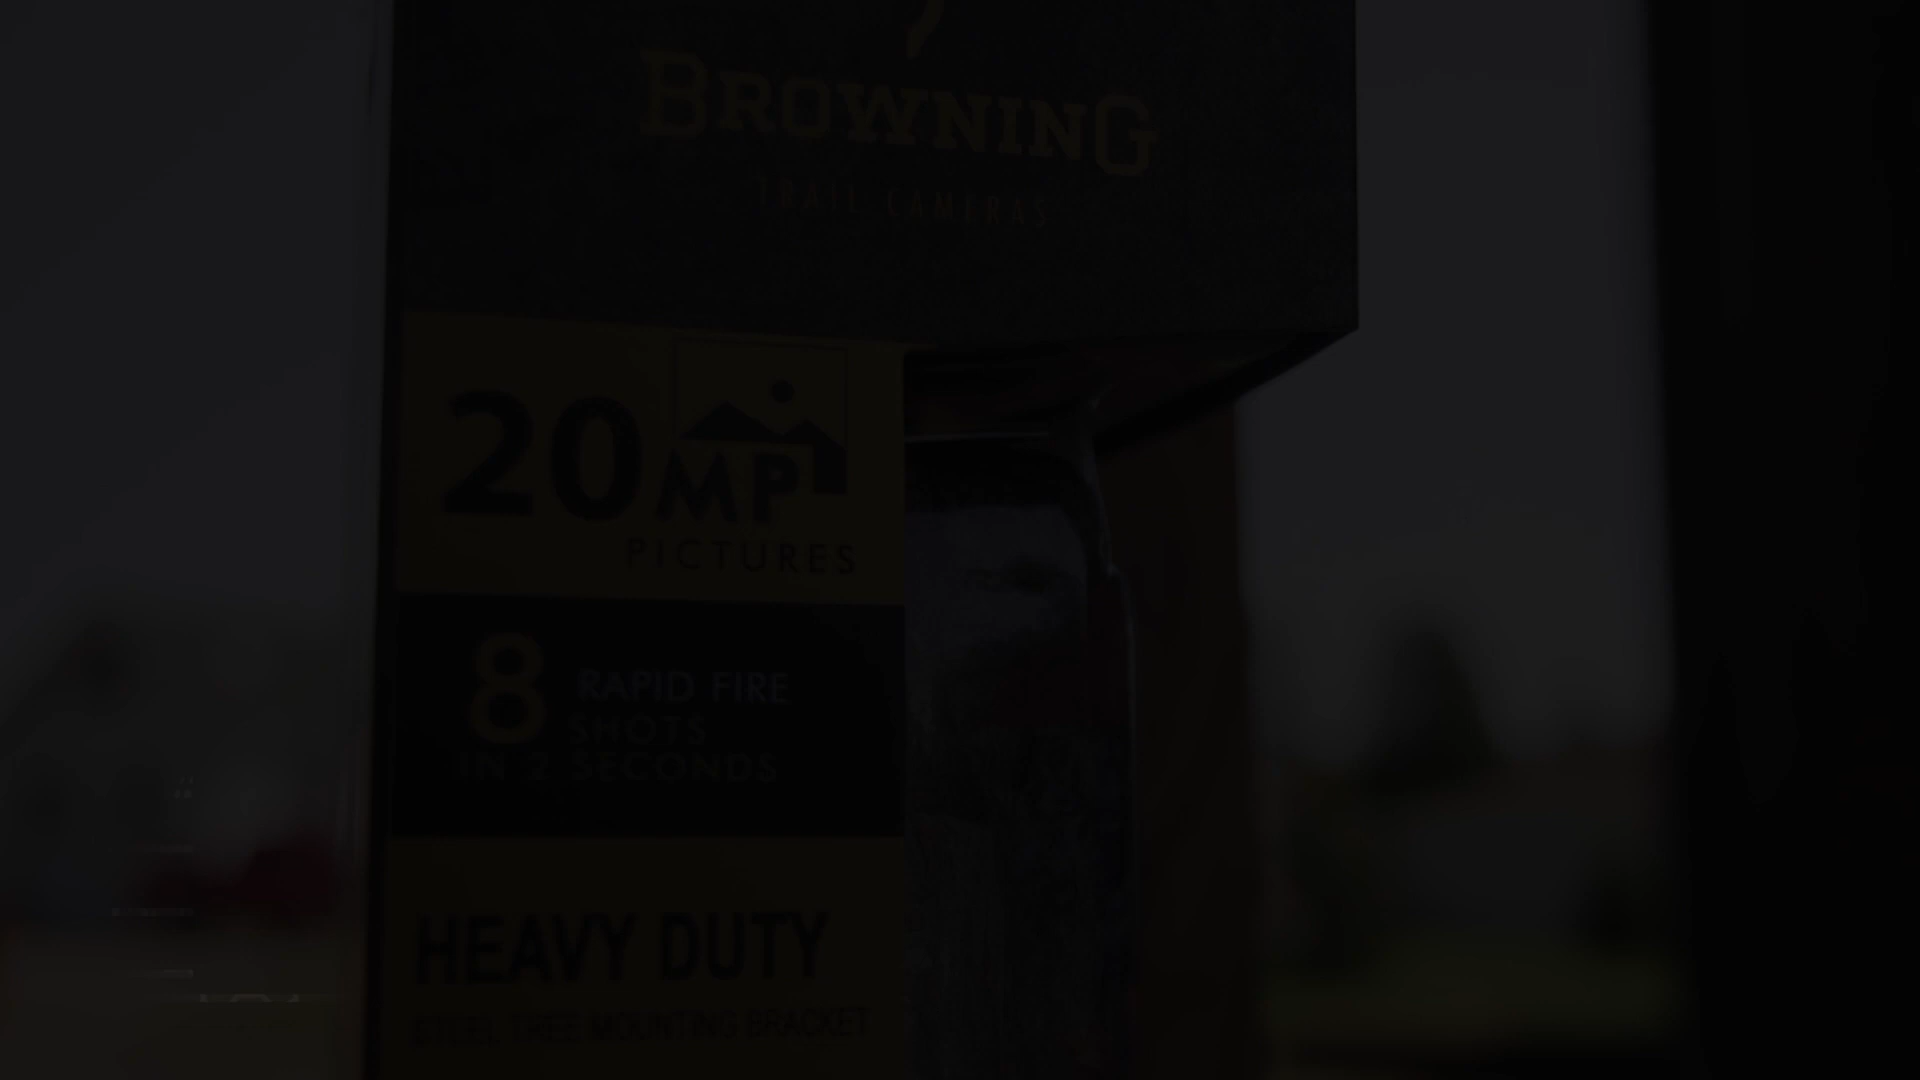 BROWNING
TRAIL CAMERAS
20MP
PICTURES
8 RAPID FIRE
SHOTS
IN 2 SECONDS
HEAVY DUTY
STEEL TREE MOUNTING BRACKET